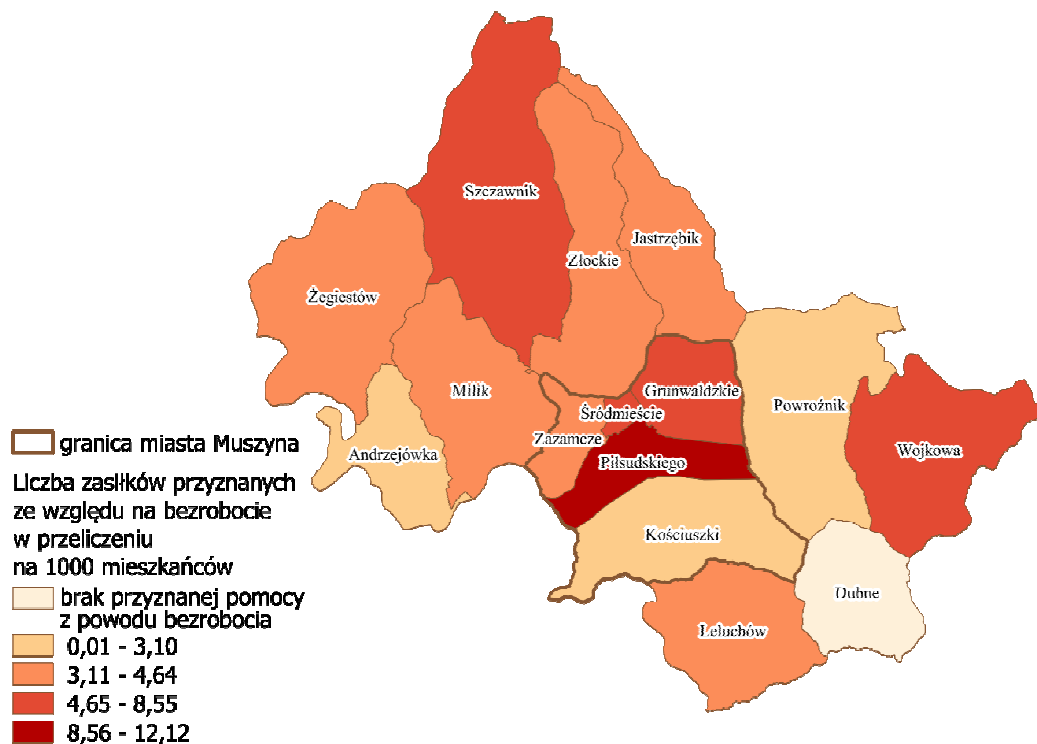 Szczawnik
Jastrzębik
Złockie
Żegiestów
Milik
Grunwaldzkie
Powroźnik
Śródmieście
Zazamcze
Andrzejówka
Piłsudskiego
Wojkowa
Kościuszki
Dubne
Leluchów
granica miasta Muszyna
Liczba zasiłków przyznanych
ze względu na bezrobocie
w przeliczeniu
na 1000 mieszkańców
brak przyznanej pomocy
z powodu bezrobocia
0,01 - 3,10
3,11 - 4,64
4,65 - 8,55
8,56 - 12,12